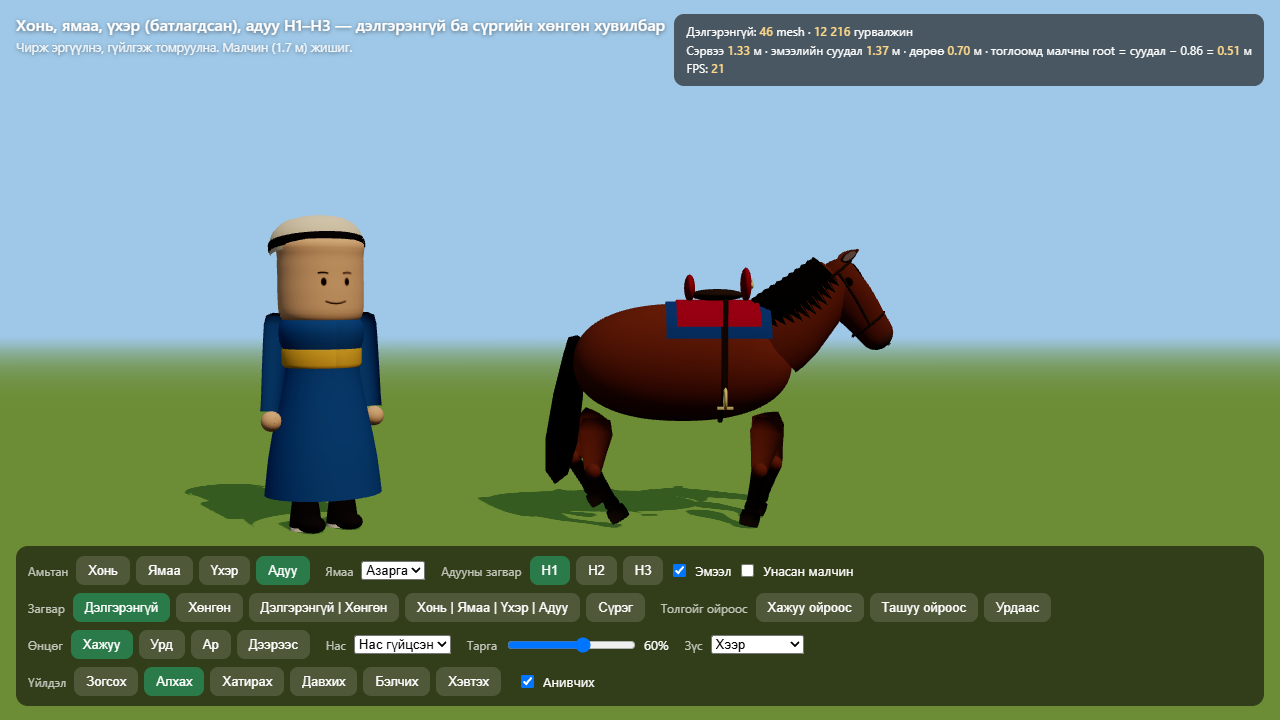 Хонь, ямаа, үхэр (батлагдсан), адуу H1–H3 — дэлгэрэнгүй ба сүргийн хөнгөн хувилбар
Чирж эргүүлнэ, гүйлгэж томруулна. Малчин (1.7 м) жишиг.
Дэлгэрэнгүй: 46 mesh · 12 216 гурвалжин
Сэрвээ 1.33 м · эмээлийн суудал 1.37 м · дөрөө 0.70 м · тоглоомд малчны root = суудал − 0.86 = 0.51 м
FPS: 21
Амьтан Хонь Ямаа Үхэр Адуу Ямаа Азарга Адууны загвар H1 H2 H3 Эмээл Унасан малчин
Загвар Дэлгэрэнгүй Хөнгөн Дэлгэрэнгүй | Хөнгөн Хонь | Ямаа | Үхэр | Адуу Сүрэг Толгойг ойроос Хажуу ойроос Ташуу ойроос Урдаас
Өнцөг Хажуу Урд Ар Дээрээс Нас Нас гүйцсэн Тарга 60% Зүс Хээр
Үйлдэл Зогсох Алхах Хатирах Давхих Бэлчих Хэвтэх Анивчих